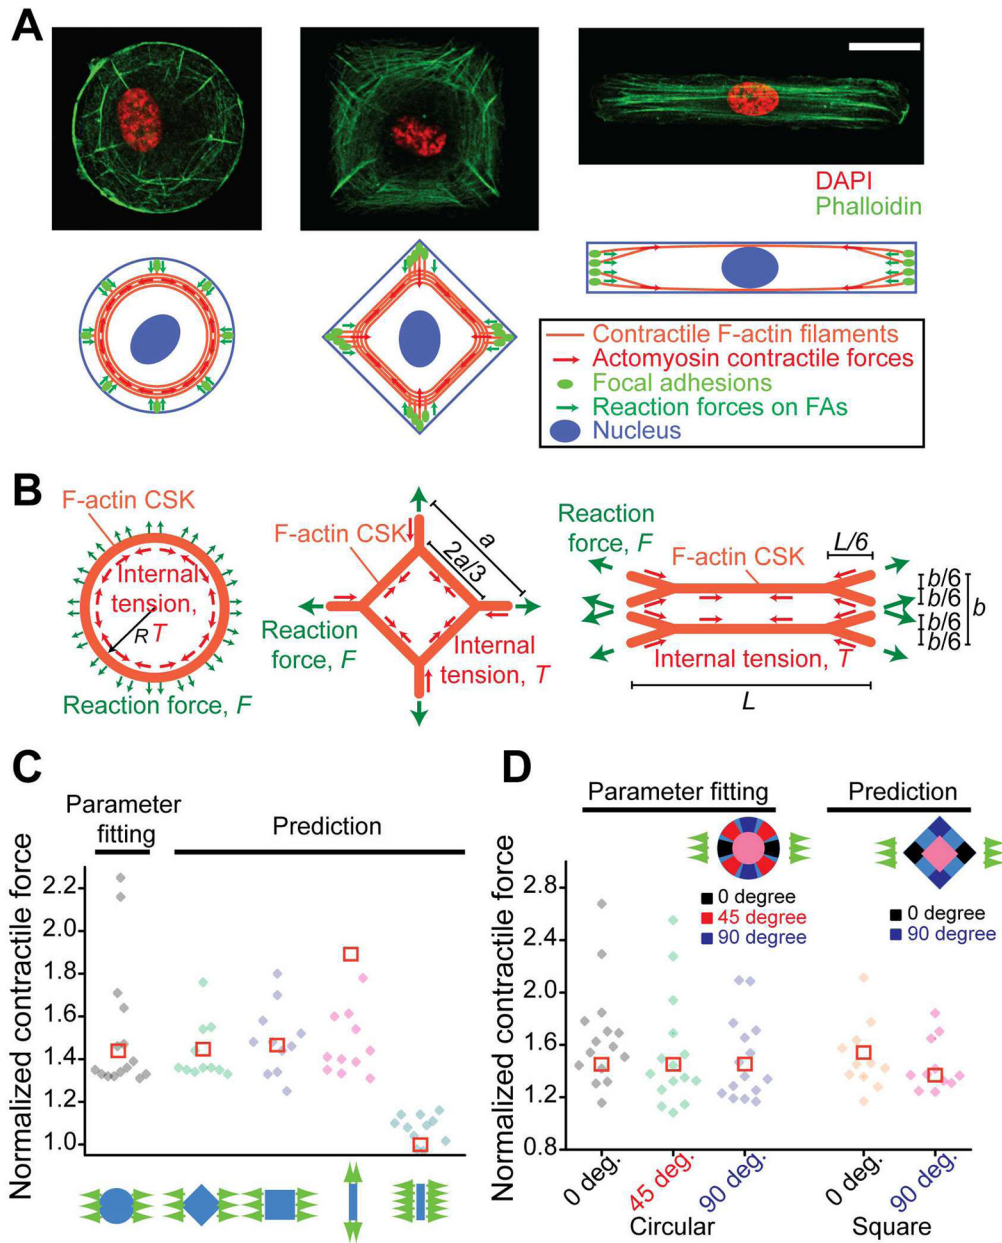 A
DAPI
Phalloidin
Contractile F-actin filaments
Actomyosin contractile forces
Focal adhesions
Reaction forces on FAs
Nucleus
B
F-actin CSK
Internal
tension,
R T
Reaction force, F
F-actin CSK
a
2a/3
Reaction
force, F
Internal
tension, T
Reaction
force, F
F-actin CSK
L/6
b/6
b/6
b
b/6
b/6
Internal tension, T
L
C
Parameter
fitting
Prediction
Normalized contractile force
2.2
2.0
1.8
1.6
1.4
1.2
1.0
D
Parameter fitting
Prediction
0 degree
45 degree
90 degree
0 degree
90 degree
Normalized contractile force
2.8
2.4
2.0
1.6
1.2
0.8
0 deg.
45 deg.
90 deg.
0 deg.
90 deg.
Circular
Square